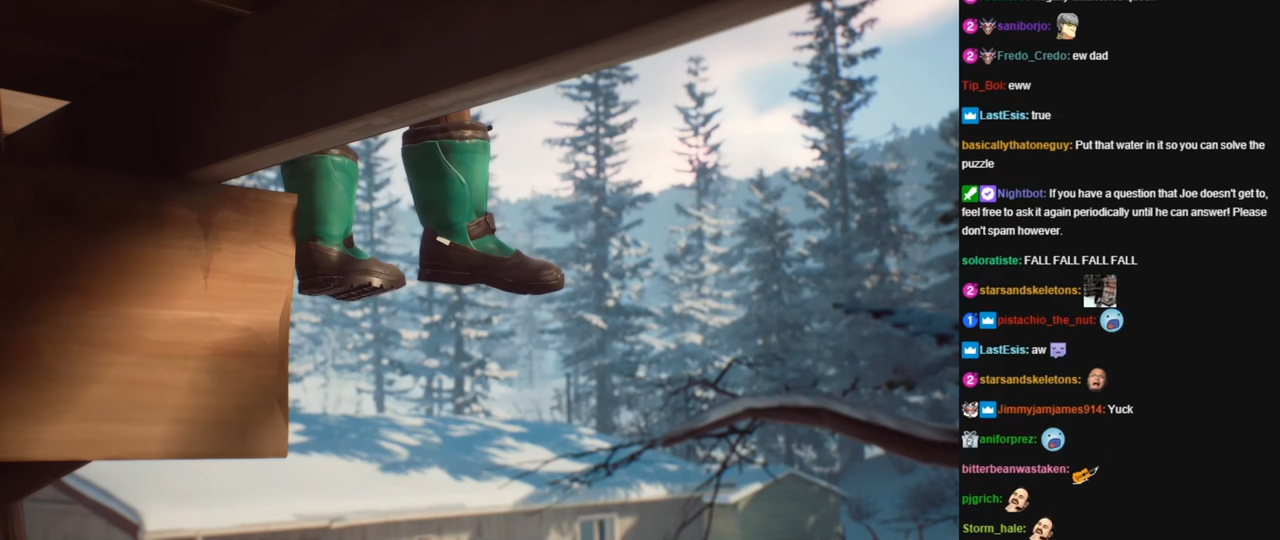 saniborjo:
Fredo_Credo: ew dad
Tip_Boi: eww
LastEsis: true
basicallythatoneguy: Put that water in it so you can solve the
puzzle
Nightbot: If you have a question that Joe doesn't get to,
feel free to ask it again periodically until he can answer! Please
don't spam however.
soloratiste: FALL FALL FALL FALL
starsandskeletons:
pistachio_the_nut:
LastEsis: aw
starsandskeletons:
Jimmyjamjames914: Yuck
aniforprez:
bitterbeanwastaken:
pjgrich:
Storm_hale: